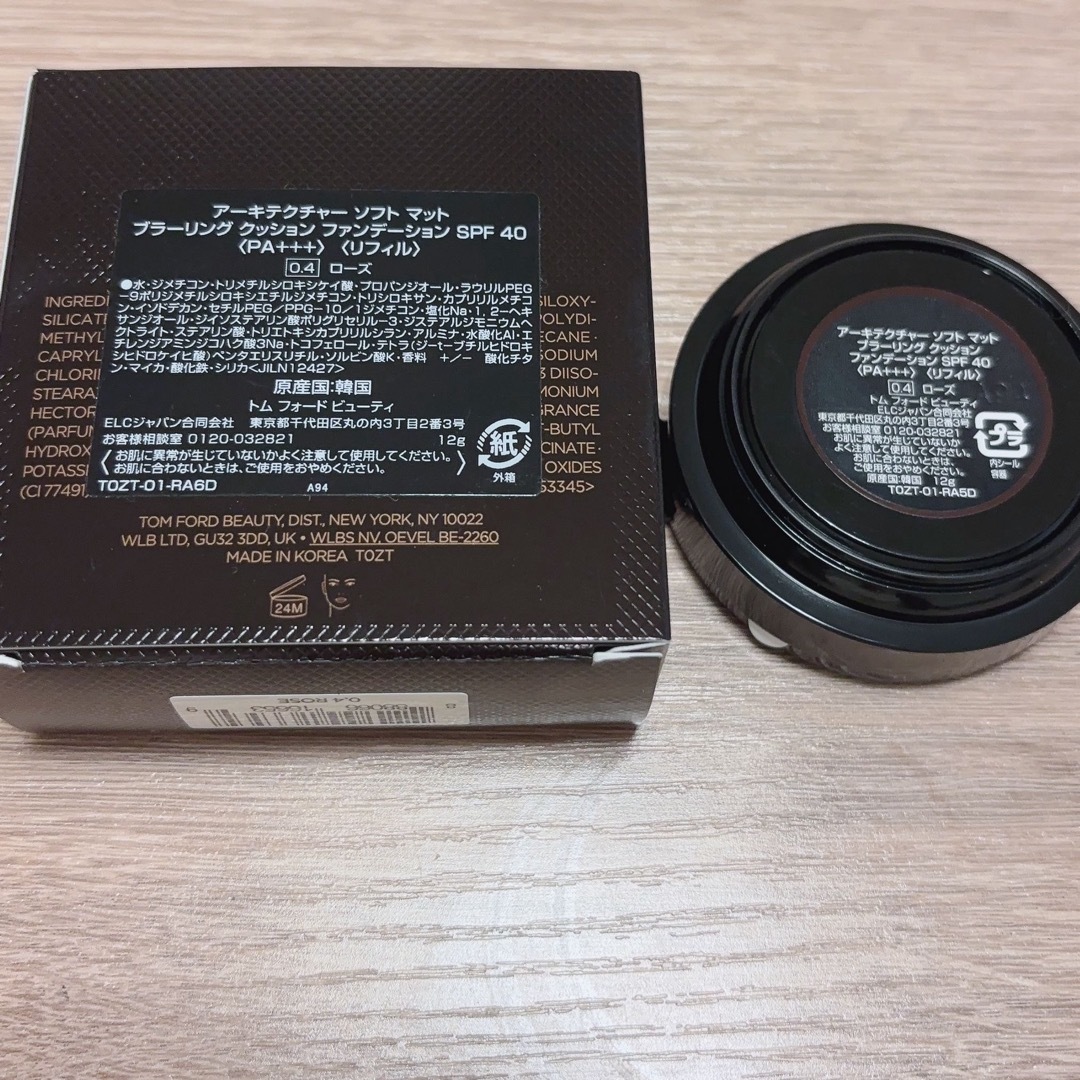 アーキテクチャー ソフト マット
ブラーリング クッション ファンデーション SPF 40
〈PA+++〉〈リフィル〉
0.4 ローズ
●水・ジメチコン・トリメチルシロキシケイ酸・プロパンジオール・ラウリルPEG
-9ポリジメチルシロキシエチルジメチコン・トリシロキサン・カプリリルメチコ
ン・イソドデカン・セチルPEG/PPG-10/1ジメチコン・塩化Na・1,2-ヘキ
サンジオール・ジイソステアリン酸ポリグリセリル-3・ジステアルジモニウムヘ
クトライト・ステアリン酸・トリエトキシカプリリルシラン・アルミナ・水酸化Al・エ
チレンジアミンジコハク酸3Na・トコフェロール・テトラ(ジ-t-ブチルヒドロキ
シヒドロケイヒ酸)ペンタエリスリチル・ソルビン酸K・香料 +/- 酸化チタ
ン・マイカ・酸化鉄・シリカ<JILN12427>
原産国:韓国
トム フォード ビューティ
ELCジャパン合同会社 東京都千代田区丸の内3丁目2番3号
お客様相談室 0120-032821 12g
〈お肌に異常が生じていないかよく注意して使用してください。
お肌に合わないときは、ご使用をおやめください。〉
TOZT-01-RA6D A94
紙
外箱
INGREDI
SILICAT
METHYL
CAPRYL
CHLORI
STEARA
HECTOR
(PARFUM
HYDROX
POTASS
(CI 77491,
SILOXY-
POLYDI-
ECANE
SODIUM
3 DIISO-
MONIUM
GRANCE
-BUTYL
CINATE
OXIDES
63345>
TOM FORD BEAUTY, DIST. NEW YORK, NY 10022
WLB LTD, GU32 3DD, UK • WLBS NV, OEVEL BE-2260
MADE IN KOREA TOZT
24M
0.4 ROSE
アーキテクチャー ソフト マット
ブラーリング クッション
ファンデーション SPF 40
〈PA+++〉〈リフィル〉
0.4 ローズ
トム フォード ビューティ
ELCジャパン合同会社
東京都千代田区丸の内3丁目2番3号
お客様相談室 0120-032821
お肌に異常が生じていないか
よく注意して使用してください。
お肌に合わないときは、
ご使用をおやめください。
原産国:韓国 12g
TOZT-01-RA5D
プラ
内シール
容器